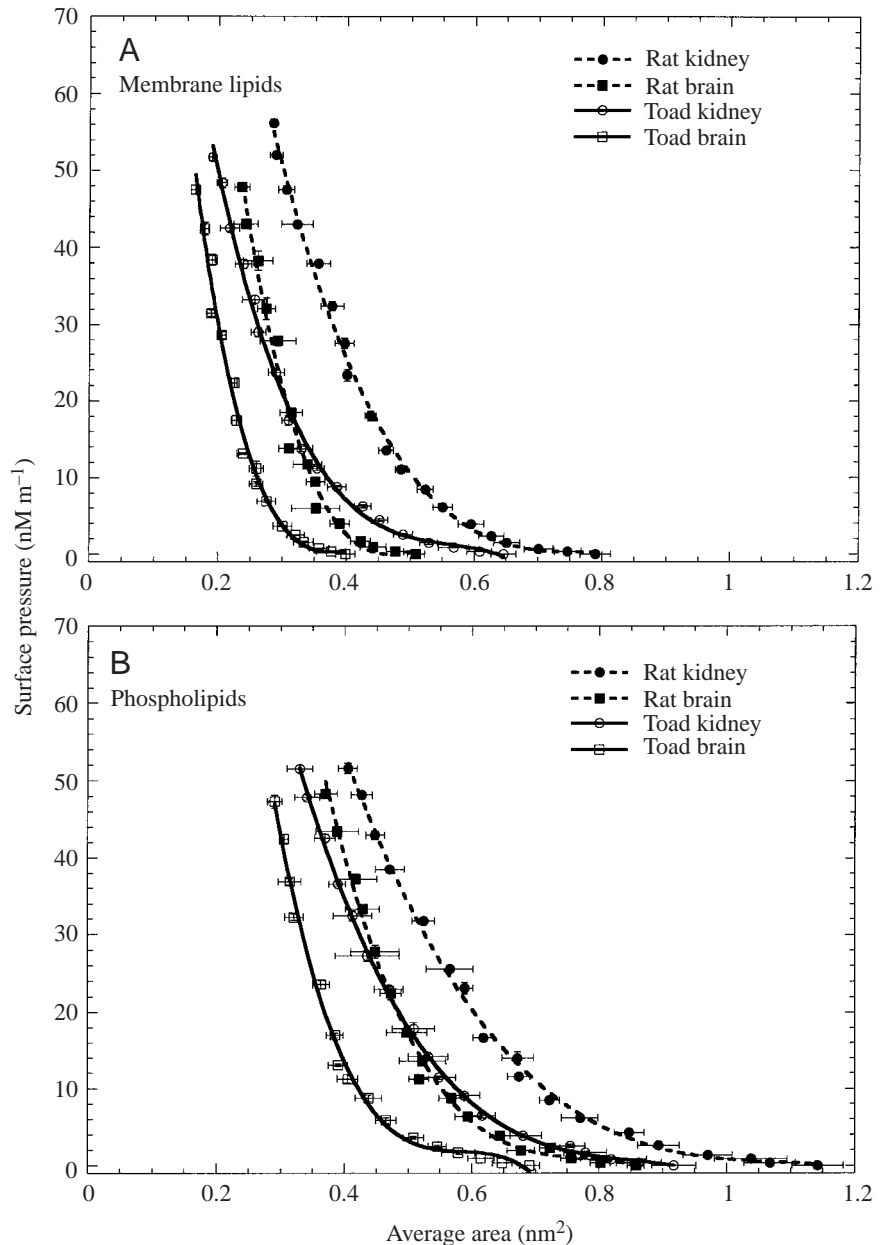 70
60
50
40
30
20
10
0
A
Membrane lipids
Rat kidney
Rat brain
Toad kidney
Toad brain
0
0.2
0.4
0.6
0.8
1
1.2
Surface pressure (nM m⁻¹)
70
60
50
40
30
20
10
0
B
Phospholipids
Rat kidney
Rat brain
Toad kidney
Toad brain
0
0.2
0.4
0.6
0.8
1
1.2
Average area (nm²)